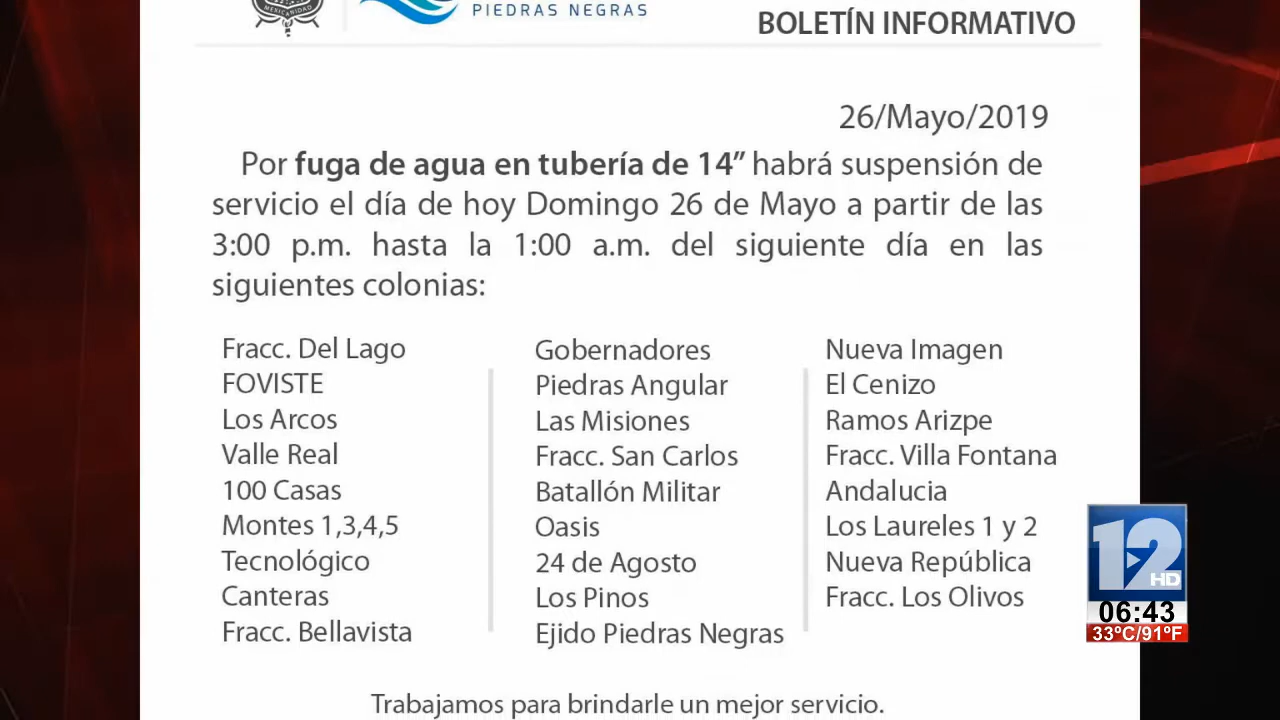 MEXICANIDAD
PIEDRAS NEGRAS
BOLETÍN INFORMATIVO
26/Mayo/2019
Por fuga de agua en tubería de 14” habrá suspensión de
servicio el día de hoy Domingo 26 de Mayo a partir de las
3:00 p.m. hasta la 1:00 a.m. del siguiente día en las
siguientes colonias:
Fracc. Del Lago
FOVISTE
Los Arcos
Valle Real
100 Casas
Montes 1,3,4,5
Tecnológico
Canteras
Fracc. Bellavista
Gobernadores
Piedras Angular
Las Misiones
Fracc. San Carlos
Batallón Militar
Oasis
24 de Agosto
Los Pinos
Ejido Piedras Negras
Nueva Imagen
El Cenizo
Ramos Arizpe
Fracc. Villa Fontana
Andalucia
Los Laureles 1 y 2
Nueva República
Fracc. Los Olivos
Trabajamos para brindarle un mejor servicio.
12
HD
06:43
33ºC/91ºF